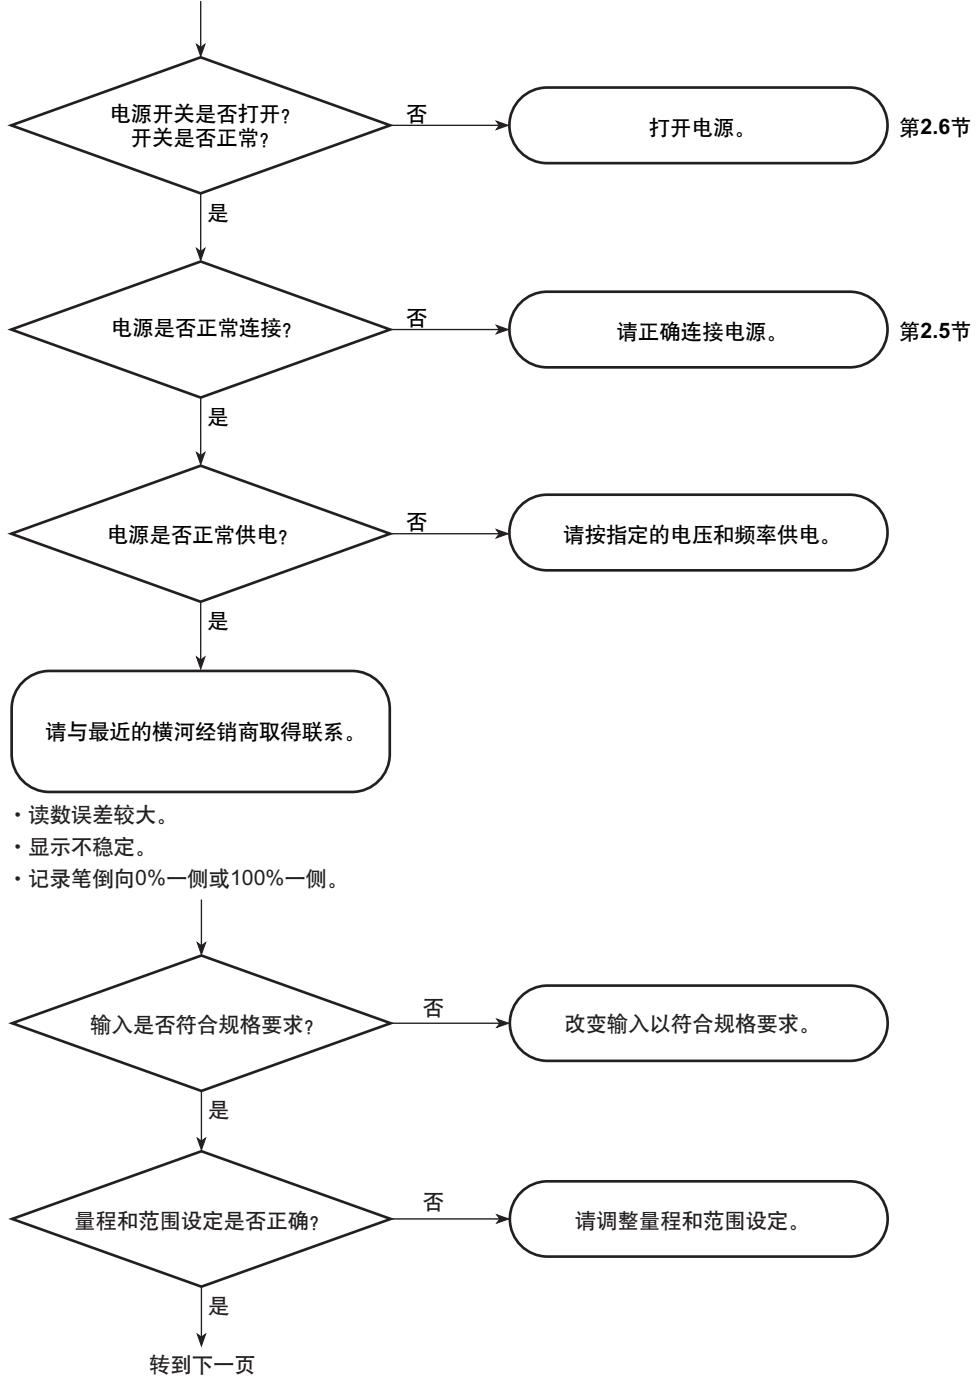 电源开关是否打开?
开关是否正常?
否
打开电源。
第2.6节
是
电源是否正常连接?
否
请正确连接电源。
第2.5节
是
电源是否正常供电?
否
请按指定的电压和频率供电。
是
请与最近的横河经销商取得联系。
・读数误差较大。
・显示不稳定。
・记录笔倒向0%一侧或100%一侧。
输入是否符合规格要求?
否
改变输入以符合规格要求。
是
量程和范围设定是否正确?
否
请调整量程和范围设定。
是
转到下一页